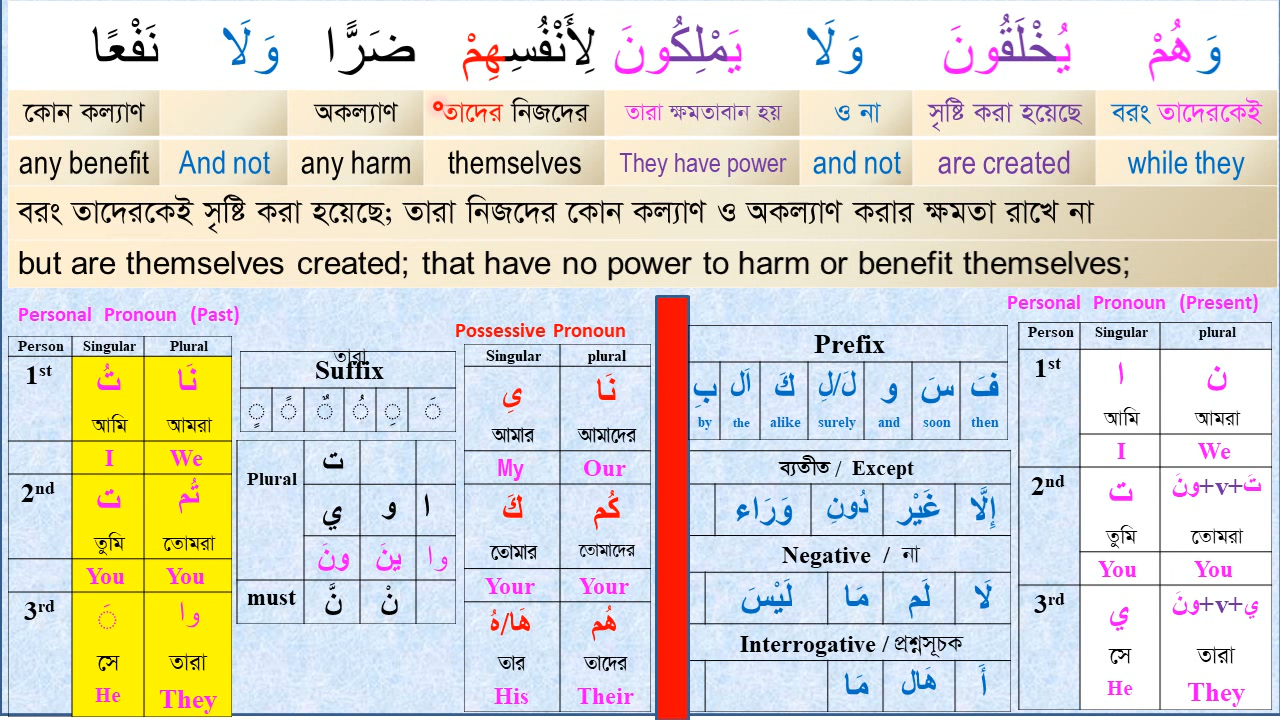 وَهُمْ يُخْلَقُونَ وَلَا يَمْلِكُونَ لِأَنْفُسِهِمْ ضَرًّا وَلَا نَفْعًا
কোন কল্যাণ অকল্যাণ তাদের নিজদের তারা ক্ষমতাবান হয় ও না সৃষ্টি করা হয়েছে বরং তাদেরকেই
any benefit And not any harm themselves They have power and not are created while they
বরং তাদেরকেই সৃষ্টি করা হয়েছে; তারা নিজদের কোন কল্যাণ ও অকল্যাণ করার ক্ষমতা রাখে না
but are themselves created; that have no power to harm or benefit themselves;
Personal Pronoun (Past)
Person Singular Plural
1st تُ نَا
আমি আমরা
I We
2nd ت تُم
তুমি তোমরা
You You
3rd َ وا
সে তারা
He They
তারা
Suffix
ٍ ً ٌ ُ ِ َ
Plural ت
ي و ا
ونَ ينَ وا
must نَّ نْ
Possessive Pronoun
Singular plural
يِ نَا
আমার আমাদের
My Our
كَ كُم
তোমার তোমাদের
Your Your
هَا/هُ هُم
তার তাদের
His Their
Prefix
بِ اَل كَ لَ/لِ و سَ فَ
by the alike surely and soon then
ব্যতীত / Except
وَرَاء دُونِ غَيْر إِلَّا
Negative / না
لَيْسَ مَا لَم لَا
Interrogative / প্রশ্নসূচক
مَا هَال أَ
Personal Pronoun (Present)
Person Singular plural
1st ا ن
আমি আমরা
I We
2nd ت تَ+v+ونَ
তুমি তোমরা
You You
3rd ي ي+v+ونَ
সে তারা
He They